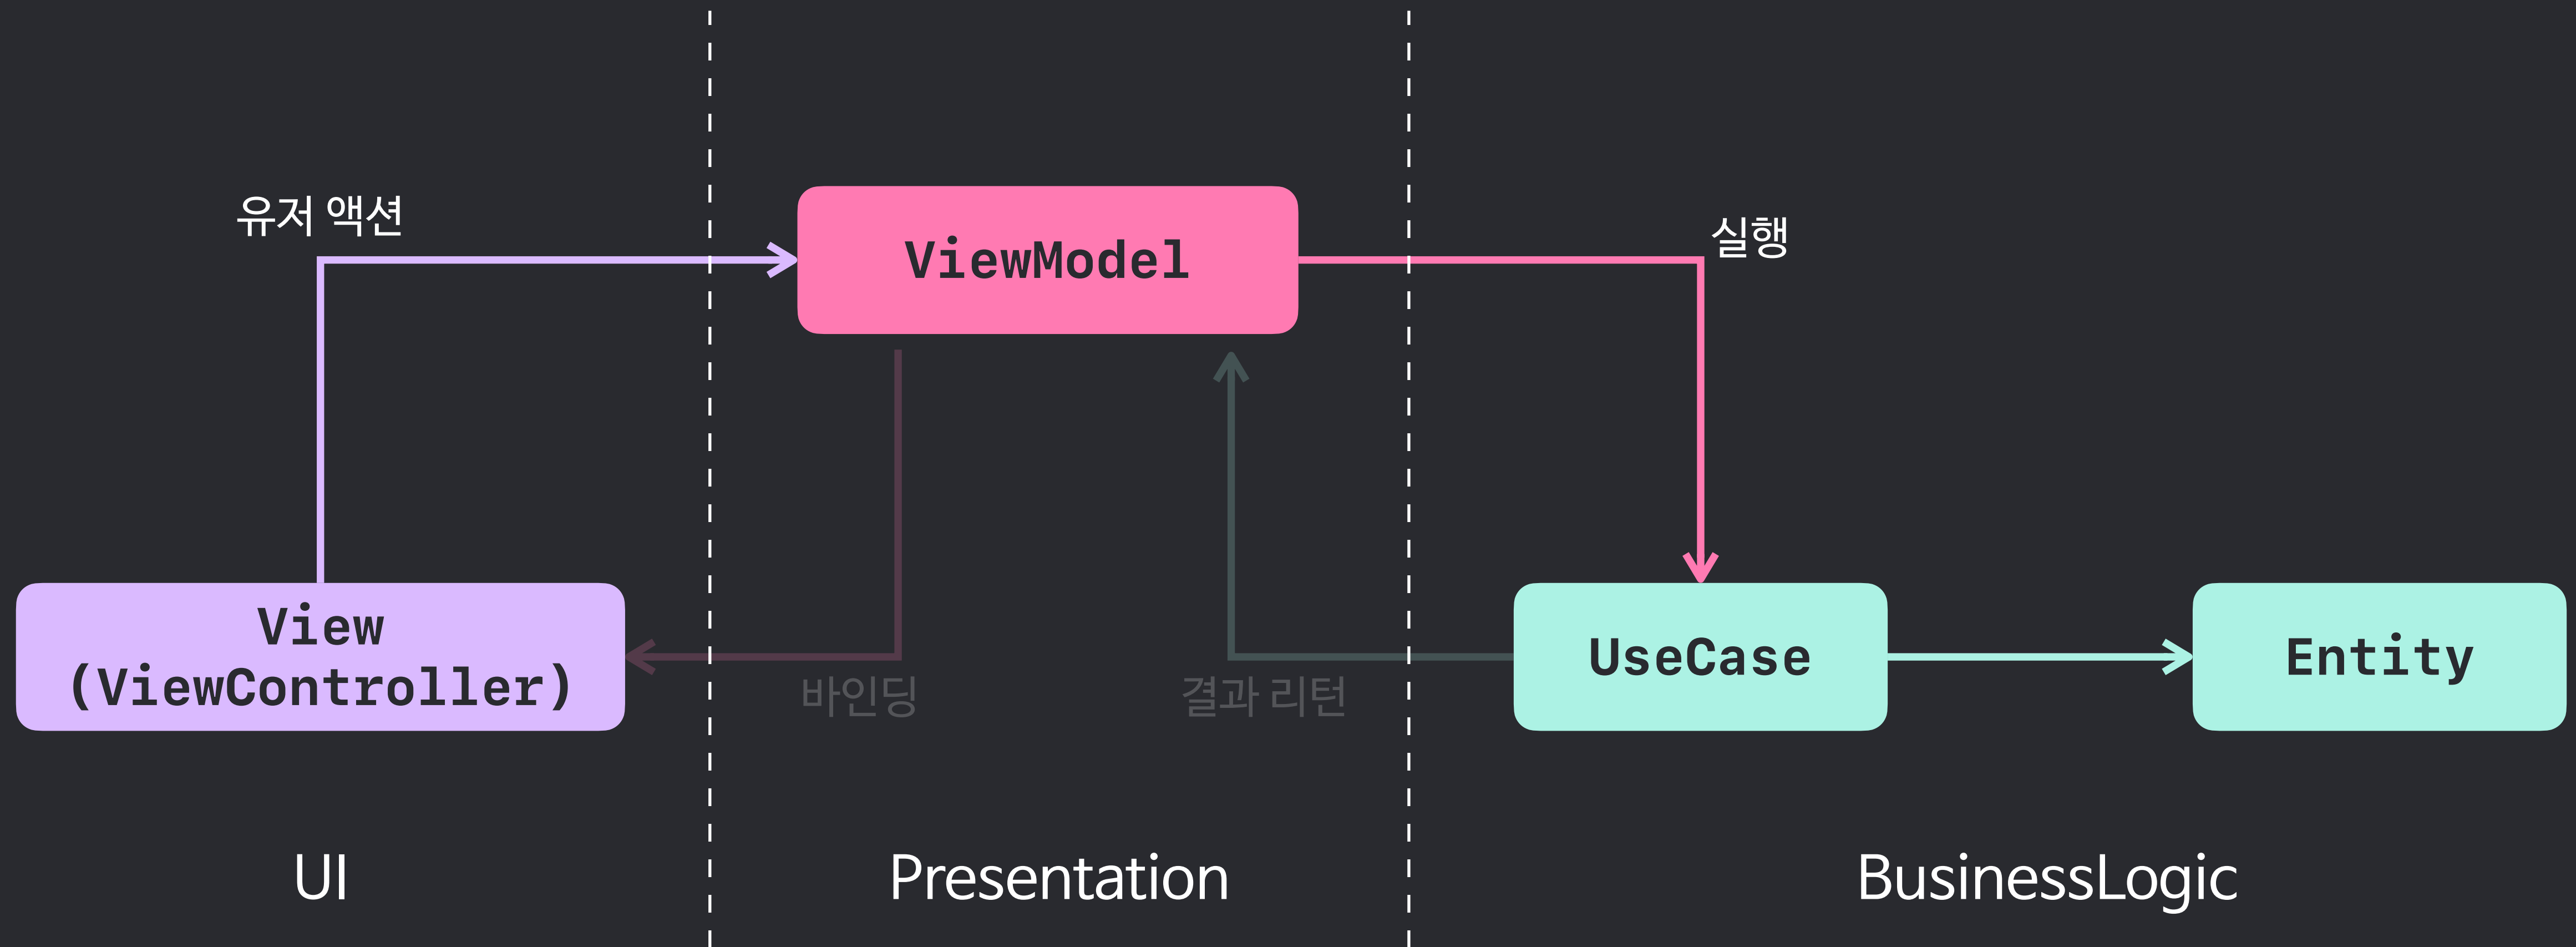 유저 액션
ViewModel
실행
View
(ViewController)
바인딩
결과 리턴
UseCase
Entity
UI
Presentation
BusinessLogic